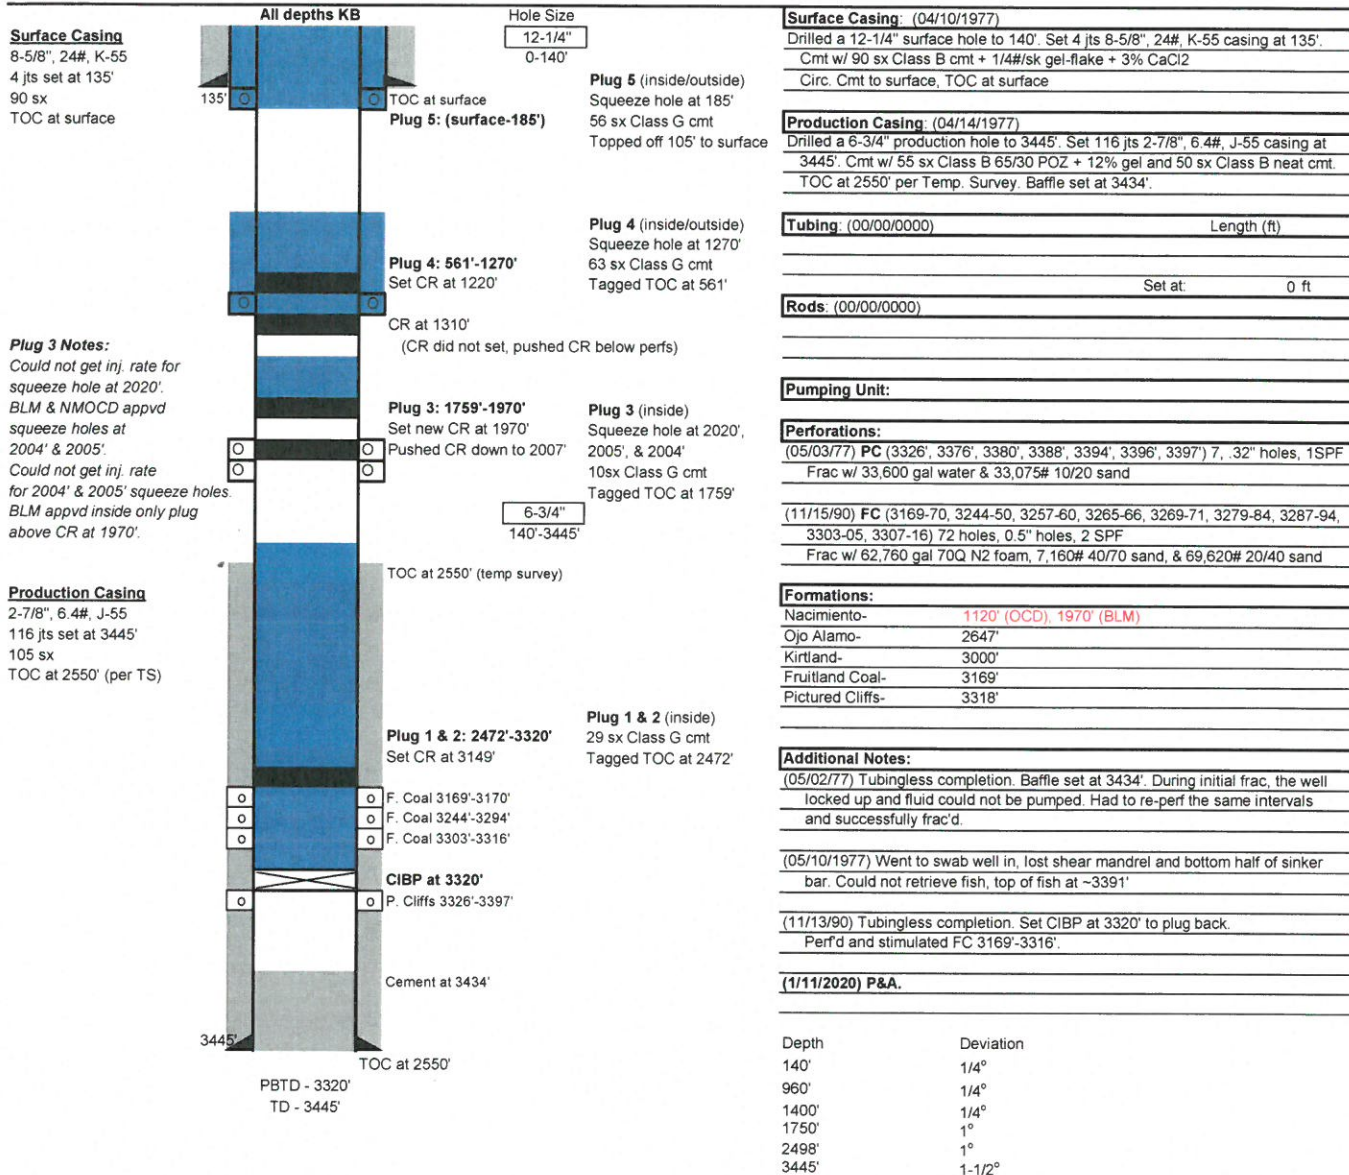 All depths KB
Surface Casing
8-5/8", 24#, K-55
4 jts set at 135'
90 sx
TOC at surface
135'
O
O
TOC at surface
Plug 5: (surface-185')
Hole Size
12-1/4"
0-140'
Plug 5 (inside/outside)
Squeeze hole at 185'
56 sx Class G cmt
Topped off 105' to surface
Plug 4 (inside/outside)
Squeeze hole at 1270'
63 sx Class G cmt
Tagged TOC at 561'
Plug 4: 561'-1270'
Set CR at 1220'
O
O
CR at 1310'
(CR did not set, pushed CR below perfs)
Plug 3 Notes:
Could not get inj. rate for
squeeze hole at 2020'.
BLM & NMOCD appvd
squeeze holes at
2004' & 2005'.
Could not get inj. rate
for 2004' & 2005' squeeze holes.
BLM appvd inside only plug
above CR at 1970'.
Plug 3: 1759'-1970'
Set new CR at 1970'
Pushed CR down to 2007'
O
O
O
O
Plug 3 (inside)
Squeeze hole at 2020',
2005', & 2004'
10sx Class G cmt
Tagged TOC at 1759'
6-3/4"
140'-3445'
TOC at 2550' (temp survey)
Production Casing
2-7/8", 6.4#, J-55
116 jts set at 3445'
105 sx
TOC at 2550' (per TS)
Plug 1 & 2: 2472'-3320'
Set CR at 3149'
Plug 1 & 2 (inside)
29 sx Class G cmt
Tagged TOC at 2472'
o
o
F. Coal 3169'-3170'
o
o
F. Coal 3244'-3294'
o
o
F. Coal 3303'-3316'
CIBP at 3320'
o
o
P. Cliffs 3326'-3397'
Cement at 3434'
3445'
TOC at 2550'
PBTD - 3320'
TD - 3445'
Surface Casing: (04/10/1977)
Drilled a 12-1/4" surface hole to 140'. Set 4 jts 8-5/8", 24#, K-55 casing at 135'.
Cmt w/ 90 sx Class B cmt + 1/4#/sk gel-flake + 3% CaCl2
Circ. Cmt to surface, TOC at surface
Production Casing: (04/14/1977)
Drilled a 6-3/4" production hole to 3445'. Set 116 jts 2-7/8", 6.4#, J-55 casing at
3445'. Cmt w/ 55 sx Class B 65/30 POZ + 12% gel and 50 sx Class B neat cmt.
TOC at 2550' per Temp. Survey. Baffle set at 3434'.
Tubing: (00/00/0000) Length (ft)
Set at: 0 ft
Rods: (00/00/0000)
Pumping Unit:
Perforations:
(05/03/77) PC (3326', 3376', 3380', 3388', 3394', 3396', 3397') 7, .32" holes, 1SPF
Frac w/ 33,600 gal water & 33,075# 10/20 sand
(11/15/90) FC (3169-70, 3244-50, 3257-60, 3265-66, 3269-71, 3279-84, 3287-94,
3303-05, 3307-16) 72 holes, 0.5" holes, 2 SPF
Frac w/ 62,760 gal 70Q N2 foam, 7,160# 40/70 sand, & 69,620# 20/40 sand
Formations:
Nacimiento- 1120' (OCD), 1970' (BLM)
Ojo Alamo- 2647'
Kirtland- 3000'
Fruitland Coal- 3169'
Pictured Cliffs- 3318'
Additional Notes:
(05/02/77) Tubingless completion. Baffle set at 3434'. During initial frac, the well
locked up and fluid could not be pumped. Had to re-perf the same intervals
and successfully frac'd.
(05/10/1977) Went to swab well in, lost shear mandrel and bottom half of sinker
bar. Could not retrieve fish, top of fish at ~3391'
(11/13/90) Tubingless completion. Set CIBP at 3320' to plug back.
Perf'd and stimulated FC 3169'-3316'.
(1/11/2020) P&A.
Depth Deviation
140' 1/4°
960' 1/4°
1400' 1/4°
1750' 1°
2498' 1°
3445' 1-1/2°